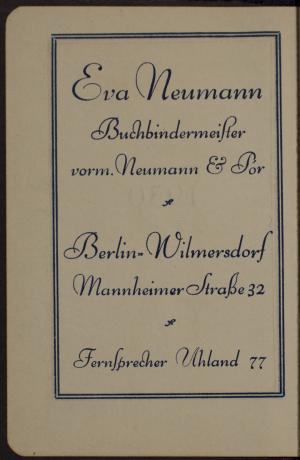 Eva Neumann
Buchbindermeister
vorm. Neumann & Pór
Berlin-Wilmersdorf
Mannheimer Straße 32
Fernsprecher Uhland 77